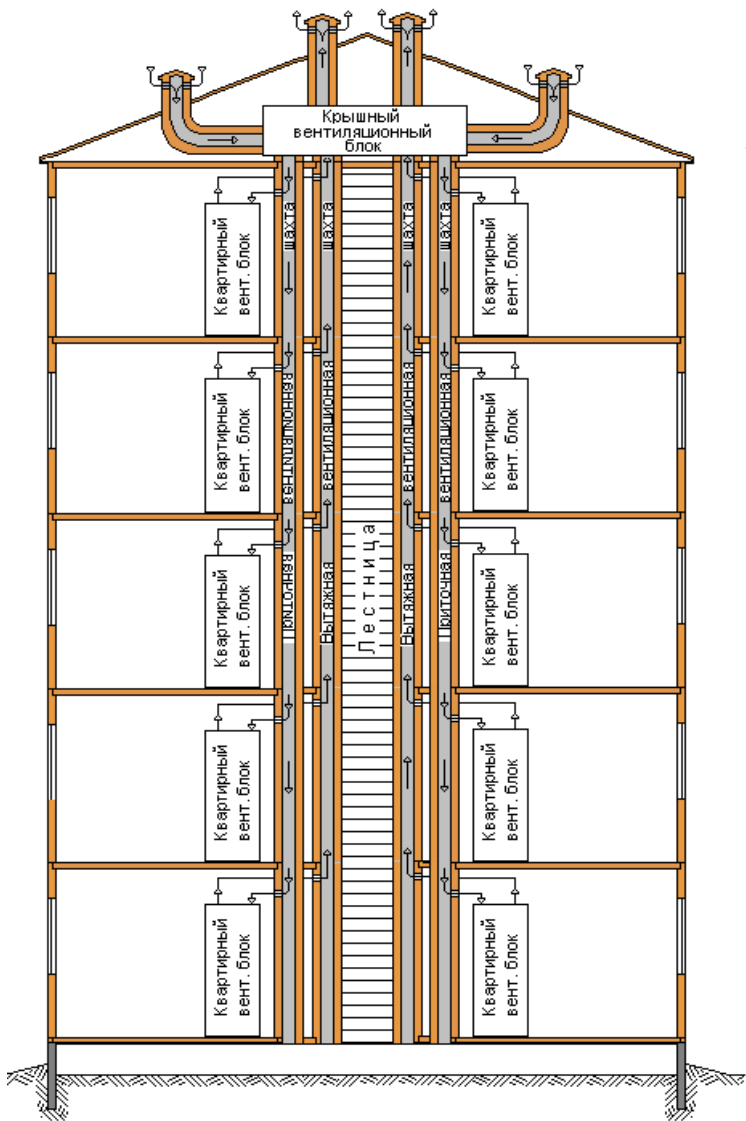 Крышный
вентиляционный
блок
Приточная вентиляционная шахта
Вытяжная вентиляционная шахта
Лестница
Вытяжная вентиляционная шахта
Приточная вентиляционная шахта
Квартирный
вент. блок
Квартирный
вент. блок
Квартирный
вент. блок
Квартирный
вент. блок
Квартирный
вент. блок
Квартирный
вент. блок
Квартирный
вент. блок
Квартирный
вент. блок
Квартирный
вент. блок
Квартирный
вент. блок